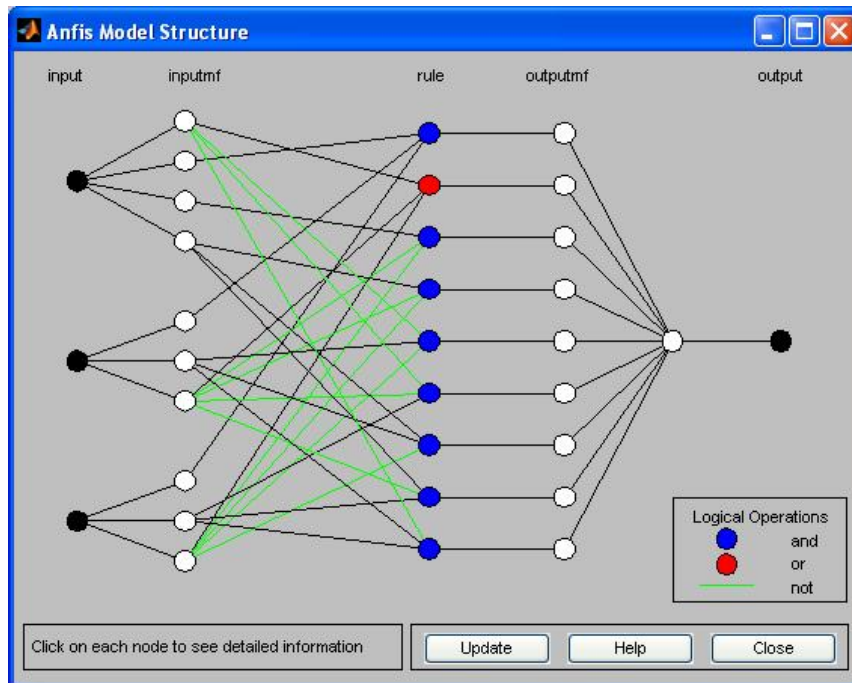 Anfis Model Structure
input inputmf rule outputmf output
Logical Operations
and
or
not
Click on each node to see detailed information
Update Help Close